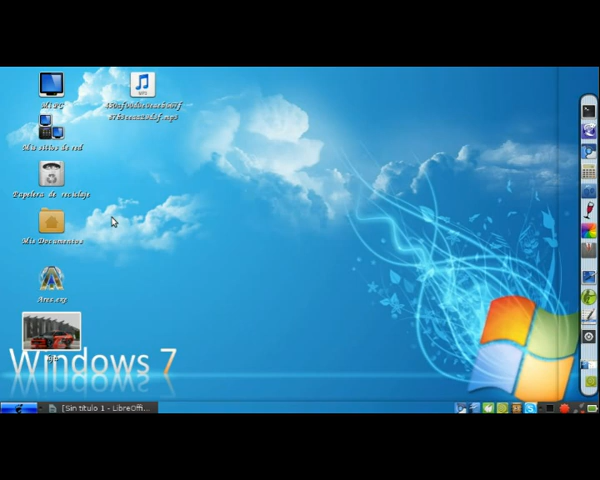 Mi PC
Mis sitios de red
Papelera de reciclaje
Mis Documentos
Ares.exe
Windows 7
[Sin título 1 - LibreOffi...